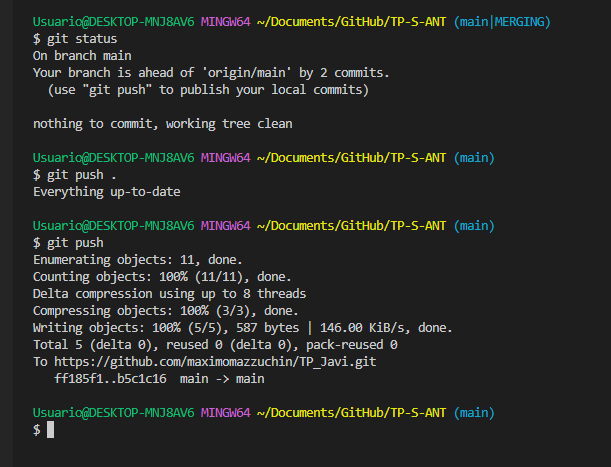 Usuario@DESKTOP-MNJ8AV6 MINGW64 ~/Documents/GitHub/TP-S-ANT (main|MERGING)
$ git status
On branch main
Your branch is ahead of 'origin/main' by 2 commits.
  (use "git push" to publish your local commits)

nothing to commit, working tree clean

Usuario@DESKTOP-MNJ8AV6 MINGW64 ~/Documents/GitHub/TP-S-ANT (main)
$ git push .
Everything up-to-date

Usuario@DESKTOP-MNJ8AV6 MINGW64 ~/Documents/GitHub/TP-S-ANT (main)
$ git push
Enumerating objects: 11, done.
Counting objects: 100% (11/11), done.
Delta compression using up to 8 threads
Compressing objects: 100% (3/3), done.
Writing objects: 100% (5/5), 587 bytes | 146.00 KiB/s, done.
Total 5 (delta 0), reused 0 (delta 0), pack-reused 0
To https://github.com/maximomazzuchin/TP_Javi.git
   ff185f1..b5c1c16  main -> main

Usuario@DESKTOP-MNJ8AV6 MINGW64 ~/Documents/GitHub/TP-S-ANT (main)
$